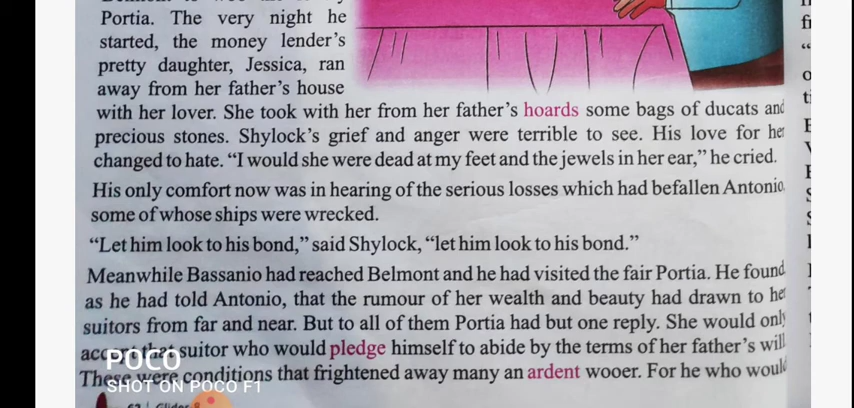 Portia. The very night he
started, the money lender's
pretty daughter, Jessica, ran
away from her father's house
with her lover. She took with her from her father's hoards some bags of ducats and
precious stones. Shylock's grief and anger were terrible to see. His love for her
changed to hate. “I would she were dead at my feet and the jewels in her ear,” he cried.
His only comfort now was in hearing of the serious losses which had befallen Antonio,
some of whose ships were wrecked.
“Let him look to his bond,” said Shylock, “let him look to his bond.”
Meanwhile Bassanio had reached Belmont and he had visited the fair Portia. He found
as he had told Antonio, that the rumour of her wealth and beauty had drawn to her
suitors from far and near. But to all of them Portia had but one reply. She would only
accept that suitor who would pledge himself to abide by the terms of her father's will.
These were conditions that frightened away many an ardent wooer. For he who would
POCO
SHOT ON POCO F1